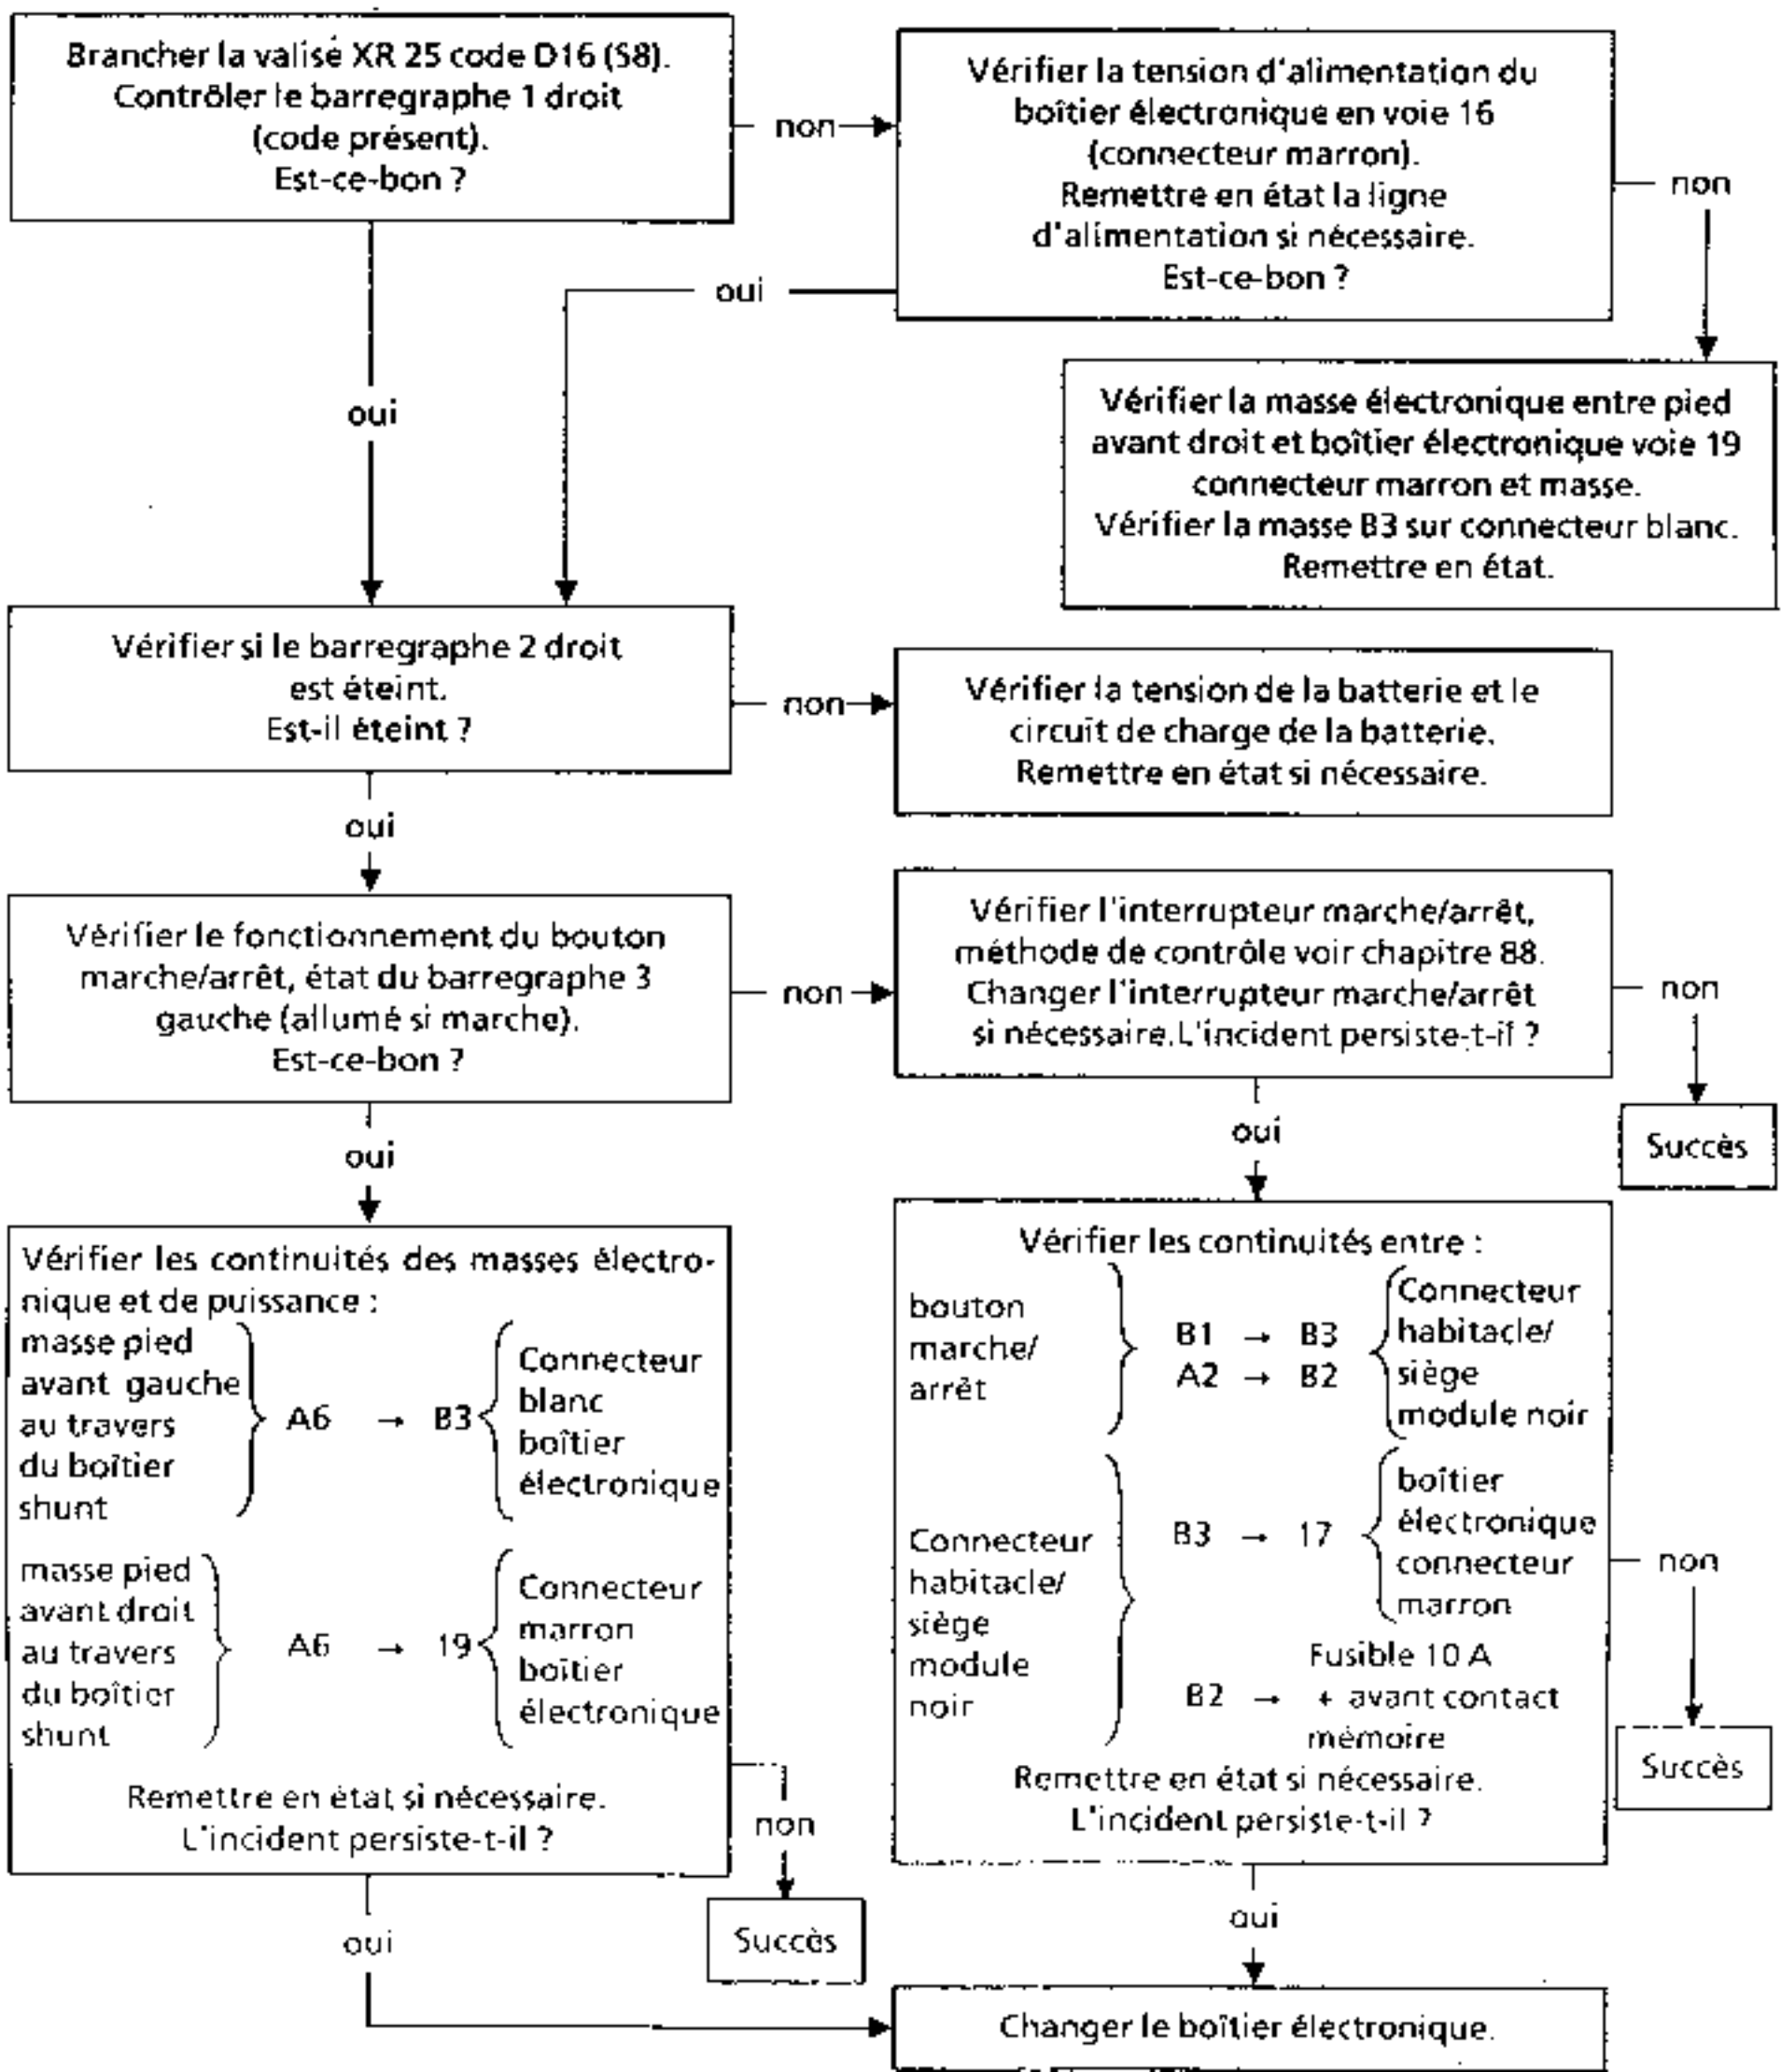 Brancher la valisé XR 25 code D16 (S8).
Contrôler le barregraphe 1 droit
(code présent).
Est-ce-bon ?
non
Vérifier la tension d'alimentation du
boîtier électronique en voie 16
(connecteur marron).
Remettre en état la ligne
d'alimentation si nécessaire.
Est-ce-bon ?
non
oui
oui
Vérifier la masse électronique entre pied
avant droit et boîtier électronique voie 19
connecteur marron et masse.
Vérifier la masse B3 sur connecteur blanc.
Remettre en état.
Vérifier si le barregraphe 2 droit
est éteint.
Est-il éteint ?
non
Vérifier la tension de la batterie et le
circuit de charge de la batterie.
Remettre en état si nécessaire.
oui
Vérifier le fonctionnement du bouton
marche/arrêt, état du barregraphe 3
gauche (allumé si marche).
Est-ce-bon ?
non
Vérifier l'interrupteur marche/arrêt,
méthode de contrôle voir chapitre 88.
Changer l'interrupteur marche/arrêt
si nécessaire.L'incident persiste-t-il ?
non
Succès
oui
oui
Vérifier les continuités des masses électro-
nique et de puissance :
masse pied
avant gauche
au travers
du boîtier
shunt
A6 → B3
Connecteur
blanc
boîtier
électronique
masse pied
avant droit
au travers
du boîtier
shunt
A6 → 19
Connecteur
marron
boîtier
électronique
Remettre en état si nécessaire.
L'incident persiste-t-il ?
non
Succès
oui
Vérifier les continuités entre :
bouton
marche/
arrêt
B1 → B3
A2 → B2
Connecteur
habitacle/
siège
module noir
Connecteur
habitacle/
siège
module
noir
B3 → 17
boîtier
électronique
connecteur
marron
B2 →
Fusible 10 A
+ avant contact
mémoire
Remettre en état si nécessaire.
L'incident persiste-t-il ?
non
Succès
oui
Changer le boîtier électronique.